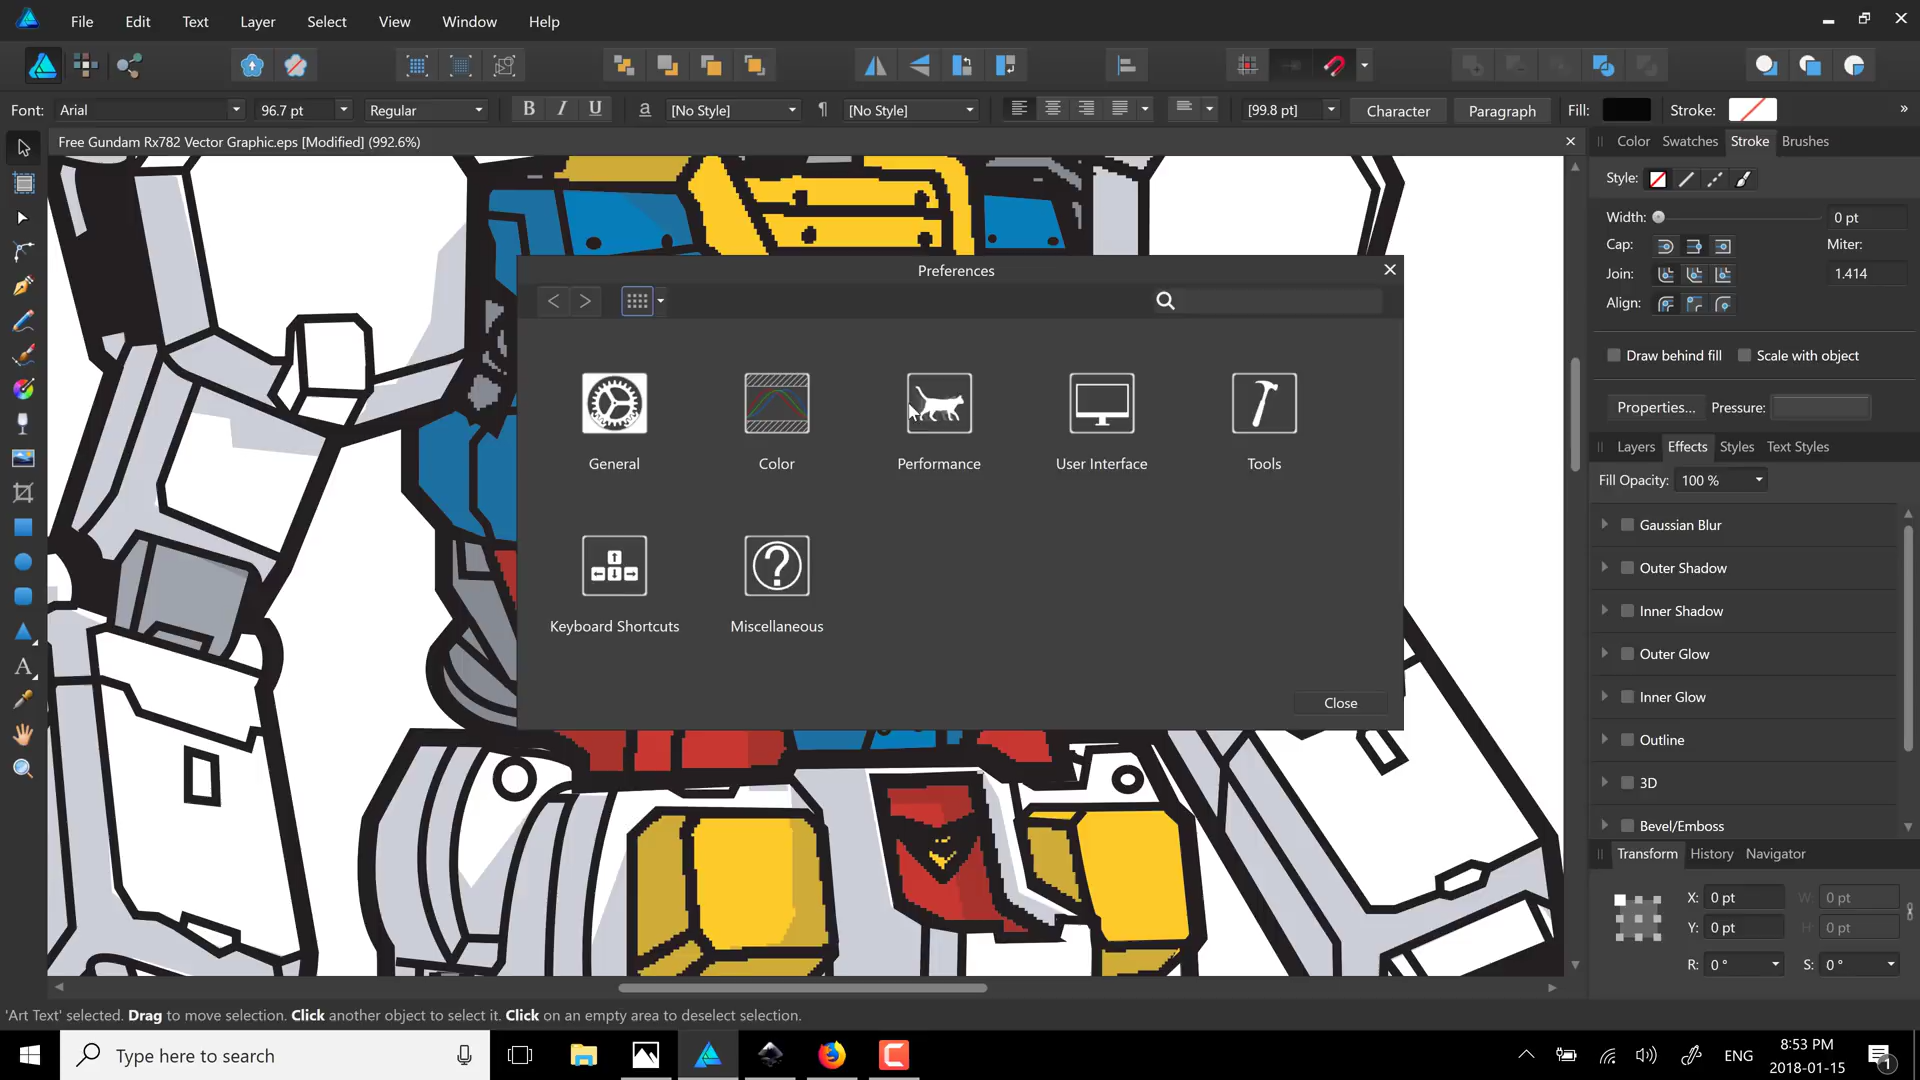 File Edit Text Layer Select View Window Help
Font: Arial 96.7 pt Regular B I U a [No Style] ¶ [No Style] [99.8 pt] Character Paragraph Fill: Stroke: »
Free Gundam Rx782 Vector Graphic.eps [Modified] (992.6%)
Color Swatches Stroke Brushes
Style:
Width: 0 pt
Cap: Miter:
Join: 1.414
Align:
Draw behind fill Scale with object
Properties... Pressure:
Layers Effects Styles Text Styles
Fill Opacity: 100 %
Gaussian Blur
Outer Shadow
Inner Shadow
Outer Glow
Inner Glow
Outline
3D
Bevel/Emboss
Transform History Navigator
X: 0 pt W: 0 pt
Y: 0 pt H: 0 pt
R: 0 ° S: 0 °
Preferences
General Color Performance User Interface Tools
Keyboard Shortcuts Miscellaneous
Close
A
'Art Text' selected. Drag to move selection. Click another object to select it. Click on an empty area to deselect selection.
Type here to search
ENG
8:53 PM
2018-01-15
1